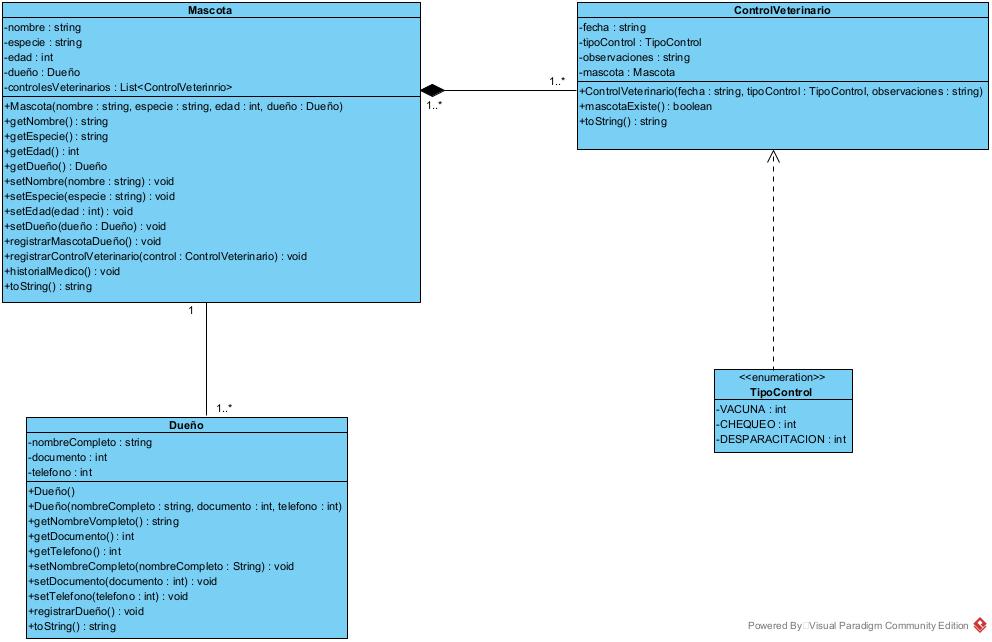 Mascota
-nombre : string
-especie : string
-edad : int
-dueño : Dueño
-controlesVeterinarios : List<ControlVeterinrio>
+Mascota(nombre : string, especie : string, edad : int, dueño : Dueño)
+getNombre() : string
+getEspecie() : string
+getEdad() : int
+getDueño() : Dueño
+setNombre(nombre : string) : void
+setEspecie(especie : string) : void
+setEdad(edad : int) : void
+setDueño(dueño : Dueño) : void
+registrarMascotaDueño() : void
+registrarControlVeterinario(control : ControlVeterinario) : void
+historialMedico() : void
+toString() : string
1..*
1..*
ControlVeterinario
-fecha : string
-tipoControl : TipoControl
-observaciones : string
-mascota : Mascota
+ControlVeterinario(fecha : string, tipoControl : TipoControl, observaciones : string)
+mascotaExiste() : boolean
+toString() : string
1
1..*
<<enumeration>>
TipoControl
-VACUNA : int
-CHEQUEO : int
-DESPARACITACION : int
Dueño
-nombreCompleto : string
-documento : int
-telefono : int
+Dueño()
+Dueño(nombreCompleto : string, documento : int, telefono : int)
+getNombreVompleto() : string
+getDocumento() : int
+getTelefono() : int
+setNombreCompleto(nombreCompleto : String) : void
+setDocumento(documento : int) : void
+setTelefono(telefono : int) : void
+registrarDueño() : void
+toString() : string
Powered By Visual Paradigm Community Edition